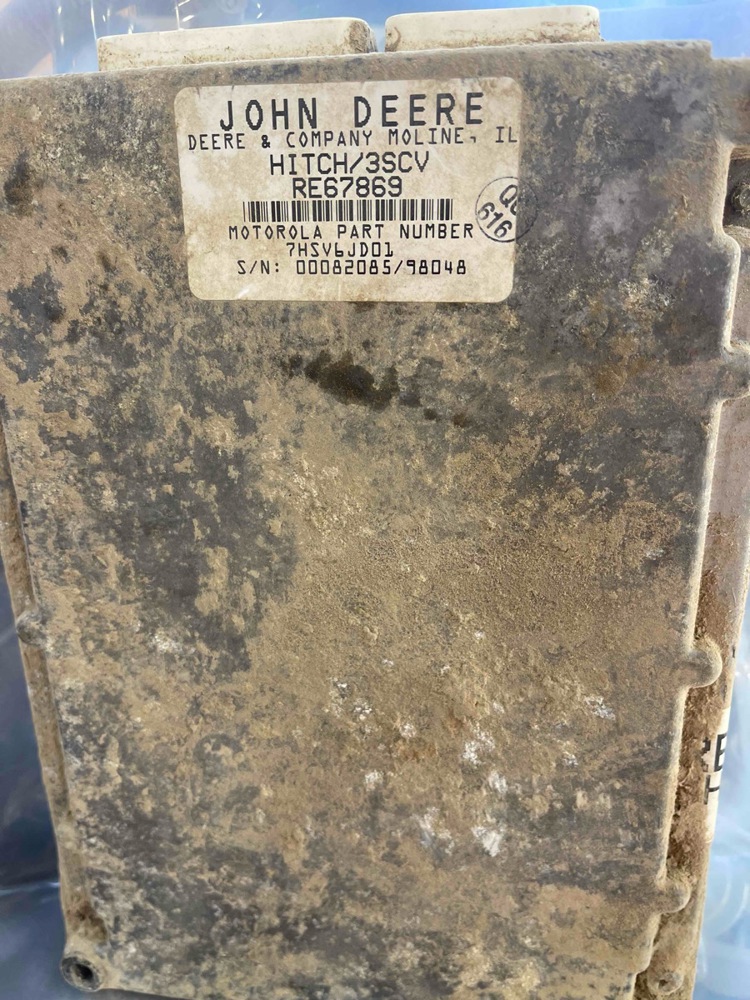 JOHN DEERE
DEERE & COMPANY MOLINE, IL
HITCH/3SCV
RE67869
616
MOTOROLA PART NUMBER
7HSV6JD01
S/N: 00082085/98048